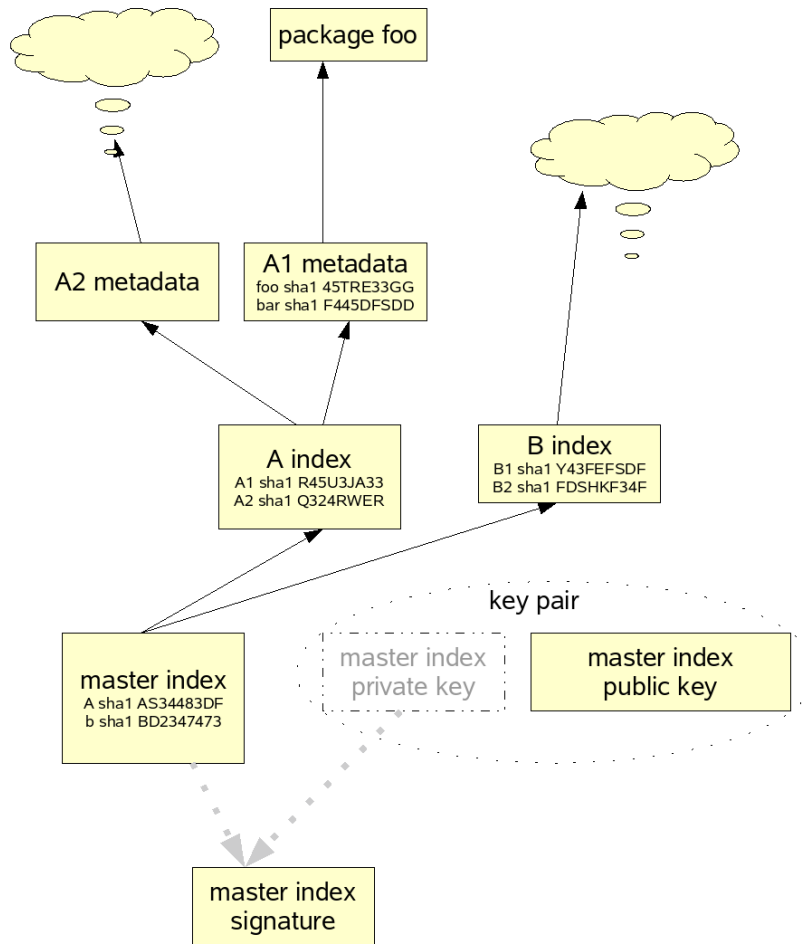 package foo
A2 metadata
A1 metadata
foo sha1 45TRE33GG
bar sha1 F445DFSDD
A index
A1 sha1 R45U3JA33
A2 sha1 Q324RWER
B index
B1 sha1 Y43FEFSDF
B2 sha1 FDSHKF34F
key pair
master index
A sha1 AS34483DF
b sha1 BD2347473
master index
private key
master index
public key
master index
signature